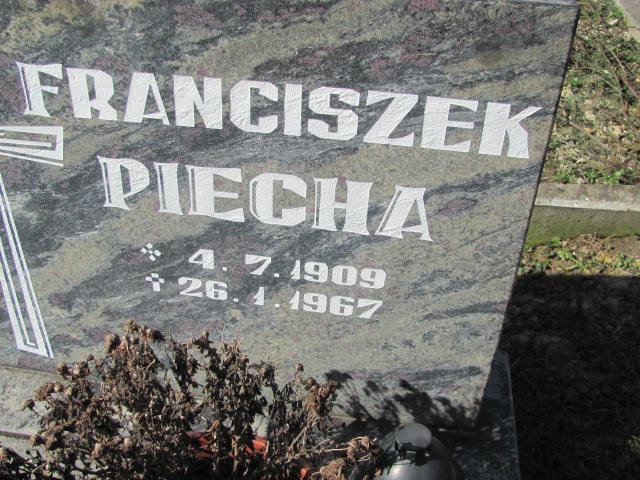 FRANCISZEK
PIECHA
4.7.1909
† 26.1.1967